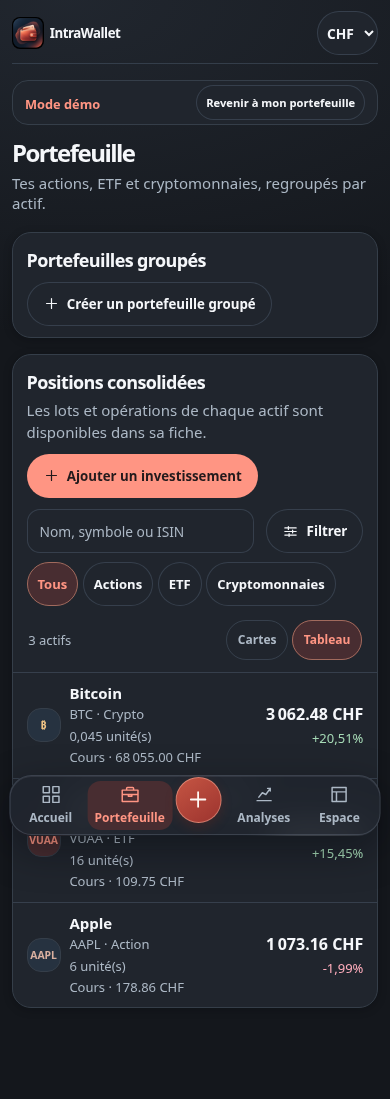 IntraWallet
CHF
Mode démo
Revenir à mon portefeuille
Portefeuille
Tes actions, ETF et cryptomonnaies, regroupés par
actif.
Portefeuilles groupés
+ Créer un portefeuille groupé
Positions consolidées
Les lots et opérations de chaque actif sont
disponibles dans sa fiche.
+ Ajouter un investissement
Nom, symbole ou ISIN
Filtrer
Tous
Actions
ETF
Cryptomonnaies
3 actifs
Cartes
Tableau
₿
Bitcoin
BTC · Crypto
0,045 unité(s)
Cours · 68 055.00 CHF
3 062.48 CHF
+20,51%
Accueil
Portefeuille
+
Analyses
Espace
VUAA
VUAA · ETF
16 unité(s)
Cours · 109.75 CHF
+15,45%
AAPL
Apple
AAPL · Action
6 unité(s)
Cours · 178.86 CHF
1 073.16 CHF
-1,99%